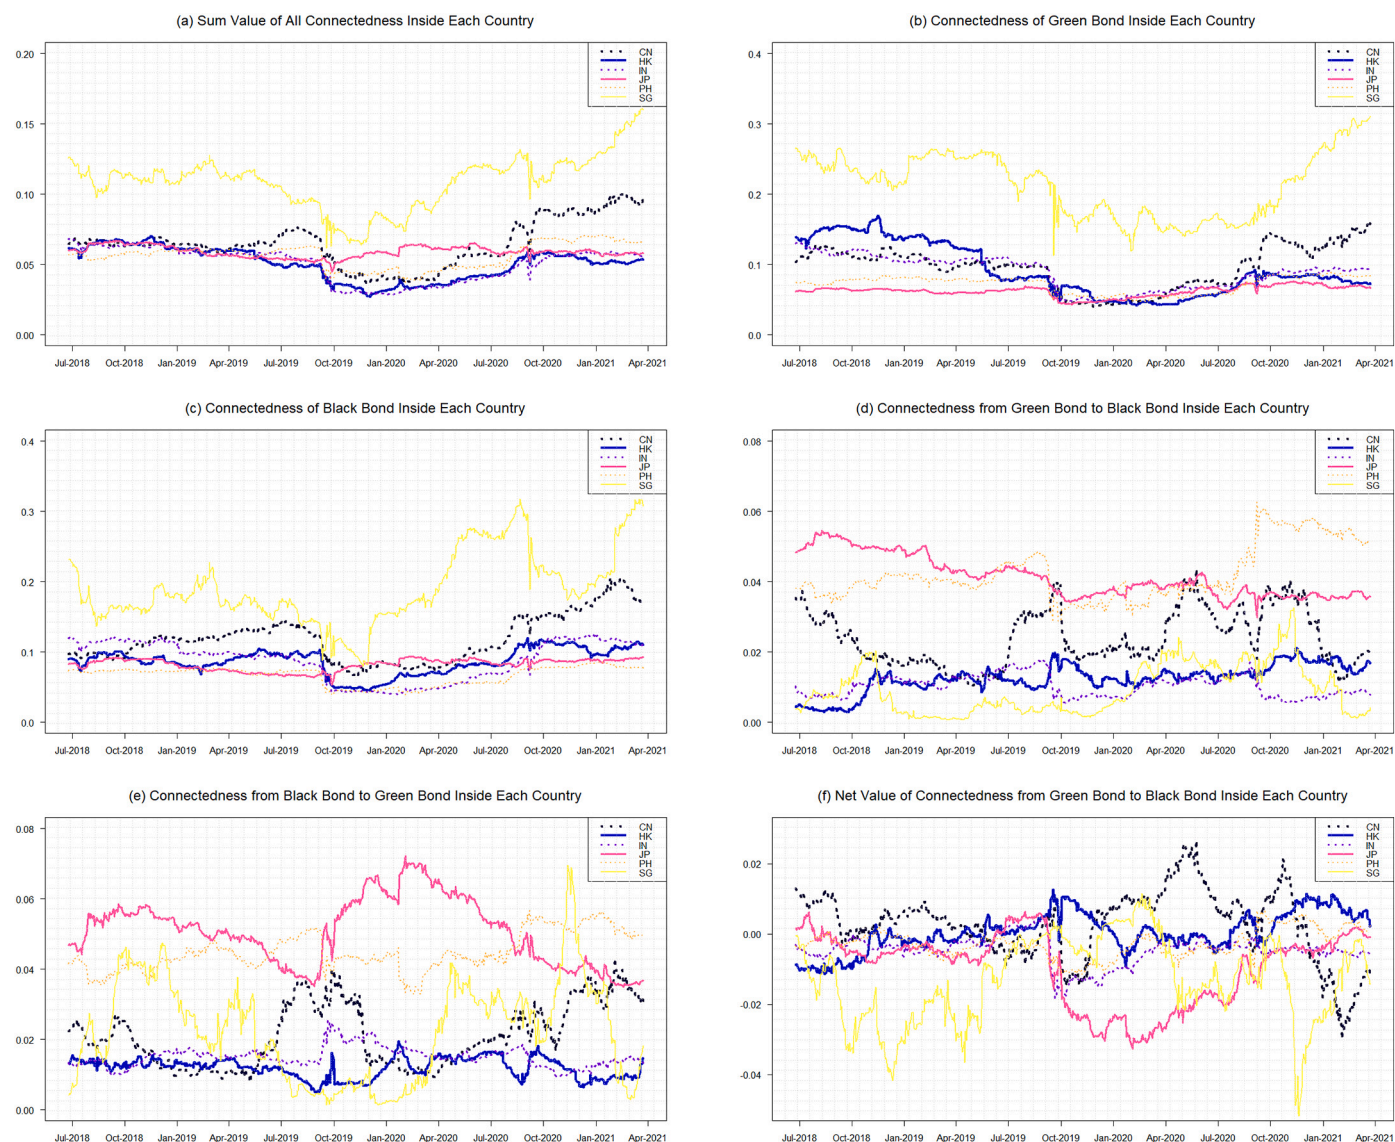 (a) Sum Value of All Connectedness Inside Each Country
0.20
0.15
0.10
0.05
0.00
CN
HK
IN
JP
PH
SG
Jul-2018 Oct-2018 Jan-2019 Apr-2019 Jul-2019 Oct-2019 Jan-2020 Apr-2020 Jul-2020 Oct-2020 Jan-2021 Apr-2021
(b) Connectedness of Green Bond Inside Each Country
0.4
0.3
0.2
0.1
0.0
CN
HK
IN
JP
PH
SG
Jul-2018 Oct-2018 Jan-2019 Apr-2019 Jul-2019 Oct-2019 Jan-2020 Apr-2020 Jul-2020 Oct-2020 Jan-2021 Apr-2021
(c) Connectedness of Black Bond Inside Each Country
0.4
0.3
0.2
0.1
0.0
CN
HK
IN
JP
PH
SG
Jul-2018 Oct-2018 Jan-2019 Apr-2019 Jul-2019 Oct-2019 Jan-2020 Apr-2020 Jul-2020 Oct-2020 Jan-2021 Apr-2021
(d) Connectedness from Green Bond to Black Bond Inside Each Country
0.08
0.06
0.04
0.02
0.00
CN
HK
IN
JP
PH
SG
Jul-2018 Oct-2018 Jan-2019 Apr-2019 Jul-2019 Oct-2019 Jan-2020 Apr-2020 Jul-2020 Oct-2020 Jan-2021 Apr-2021
(e) Connectedness from Black Bond to Green Bond Inside Each Country
0.08
0.06
0.04
0.02
0.00
CN
HK
IN
JP
PH
SG
Jul-2018 Oct-2018 Jan-2019 Apr-2019 Jul-2019 Oct-2019 Jan-2020 Apr-2020 Jul-2020 Oct-2020 Jan-2021 Apr-2021
(f) Net Value of Connectedness from Green Bond to Black Bond Inside Each Country
0.02
0.00
-0.02
-0.04
CN
HK
IN
JP
PH
SG
Jul-2018 Oct-2018 Jan-2019 Apr-2019 Jul-2019 Oct-2019 Jan-2020 Apr-2020 Jul-2020 Oct-2020 Jan-2021 Apr-2021